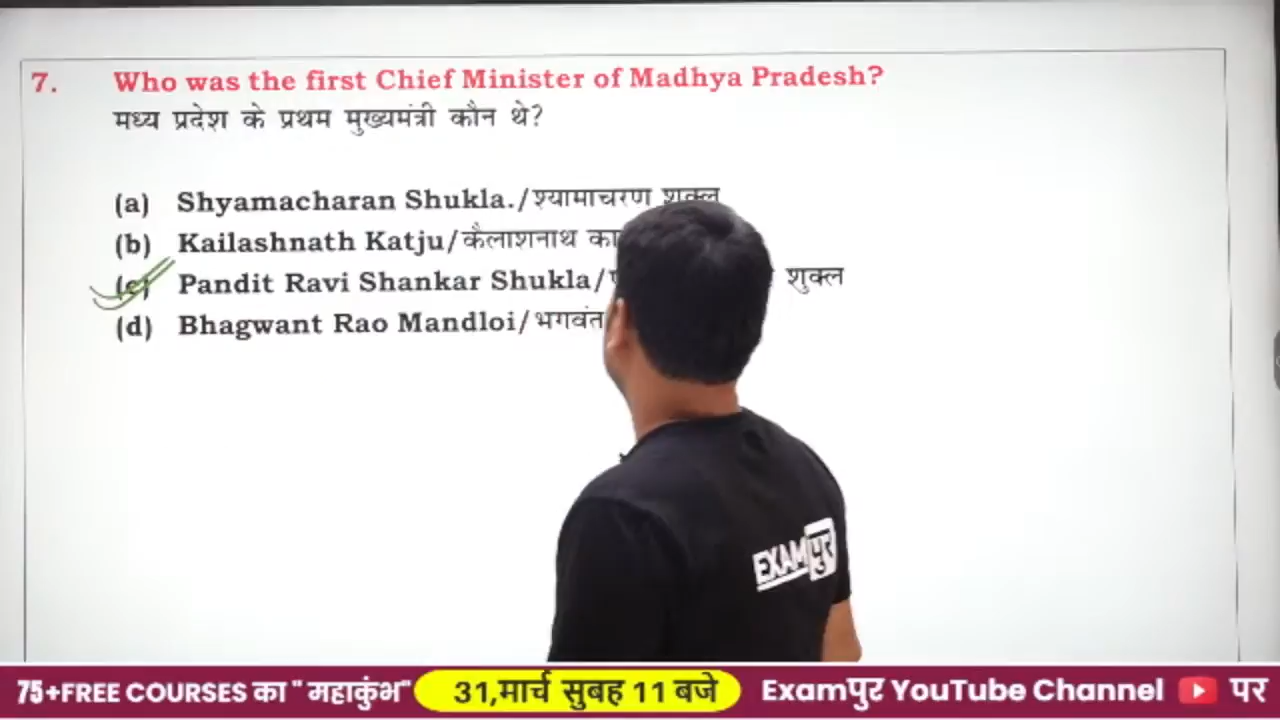 7. Who was the first Chief Minister of Madhya Pradesh?
मध्य प्रदेश के प्रथम मुख्यमंत्री कौन थे?
(a) Shyamacharan Shukla./श्यामाचरण शुक्ल
(b) Kailashnath Katju/कैलाशनाथ
(c) Pandit Ravi Shankar Shukla/ शुक्ल
(d) Bhagwant Rao Mandloi/भगवंत
EXAMपुर
75+FREE COURSES का " महाकुंभ" 31,मार्च सुबह 11 बजे Examपुर YouTube Channel पर